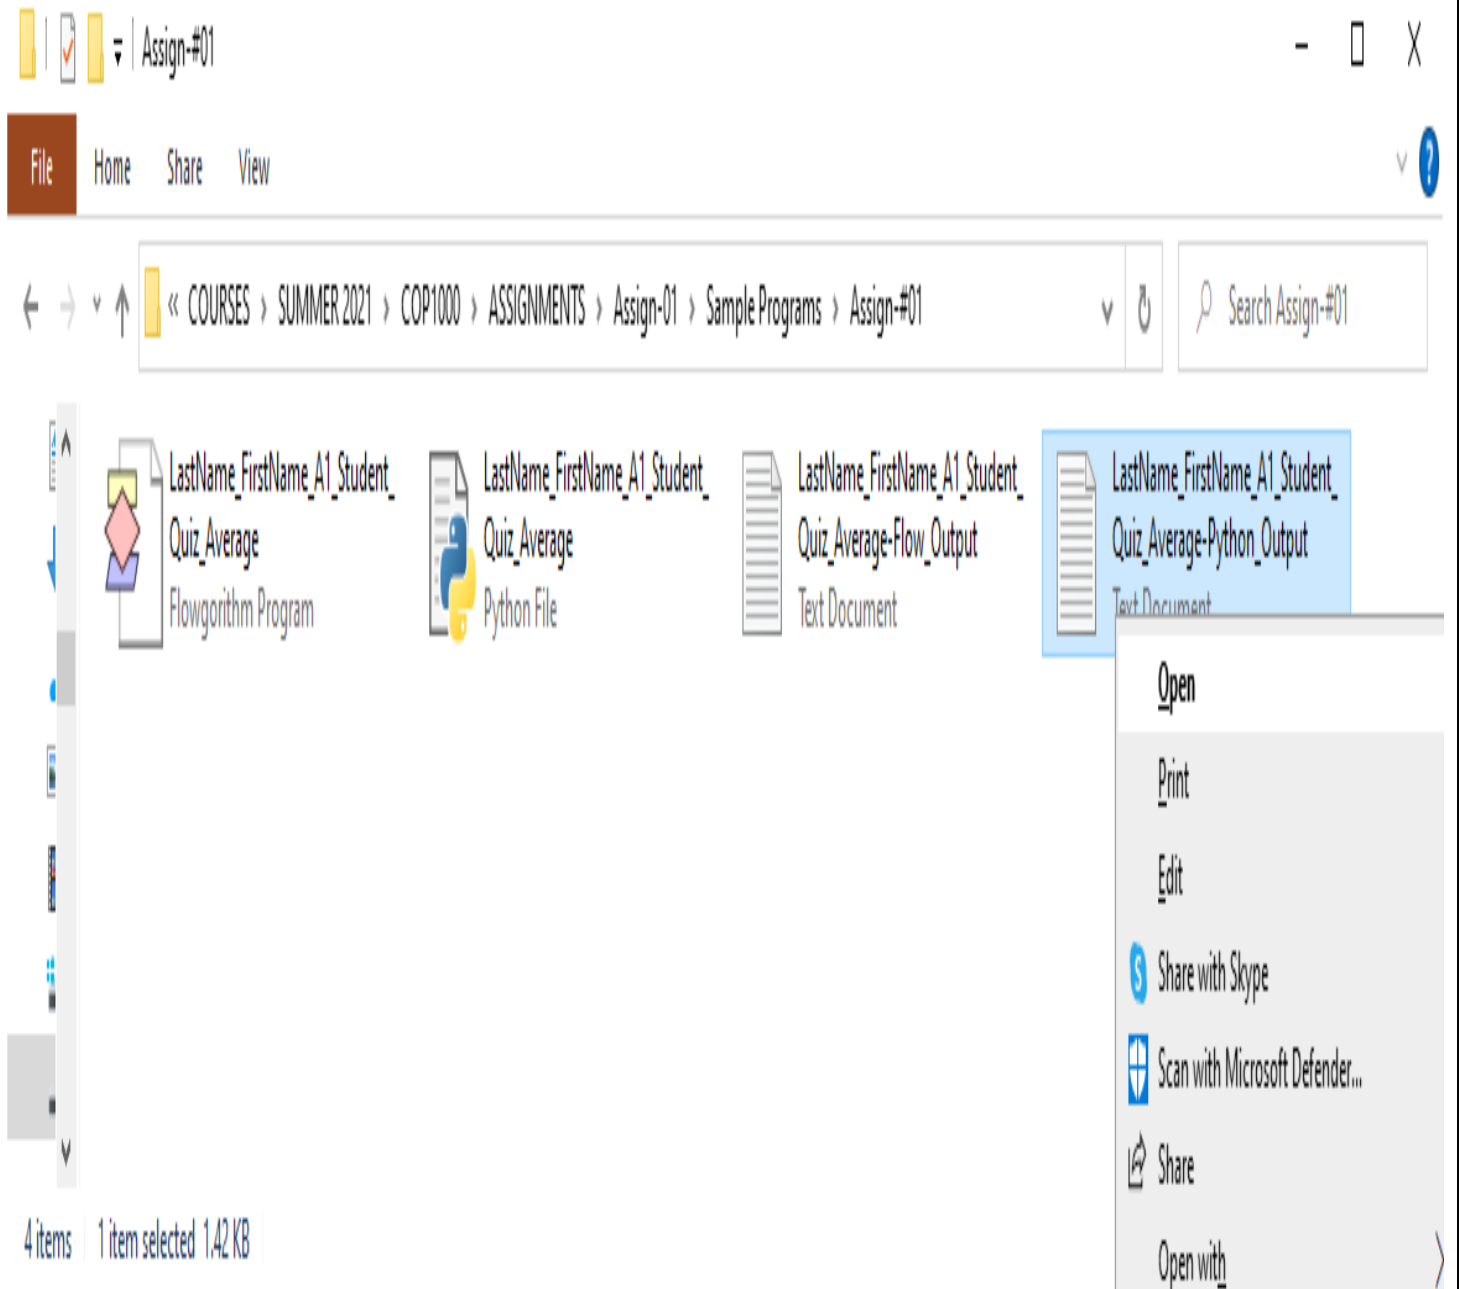 Assign-#01
File Home Share View
?
« COURSES › SUMMER 2021 › COP1000 › ASSIGNMENTS › Assign-01 › Sample Programs › Assign-#01
Search Assign-#01
LastName_FirstName_A1_Student_
Quiz_Average
Flowgorithm Program
LastName_FirstName_A1_Student_
Quiz_Average
Python File
LastName_FirstName_A1_Student_
Quiz_Average-Flow_Output
Text Document
LastName_FirstName_A1_Student_
Quiz_Average-Python_Output
Text Document
Open
Print
Edit
S Share with Skype
Scan with Microsoft Defender...
Share
Open with
4 items 1 item selected 1.42 KB